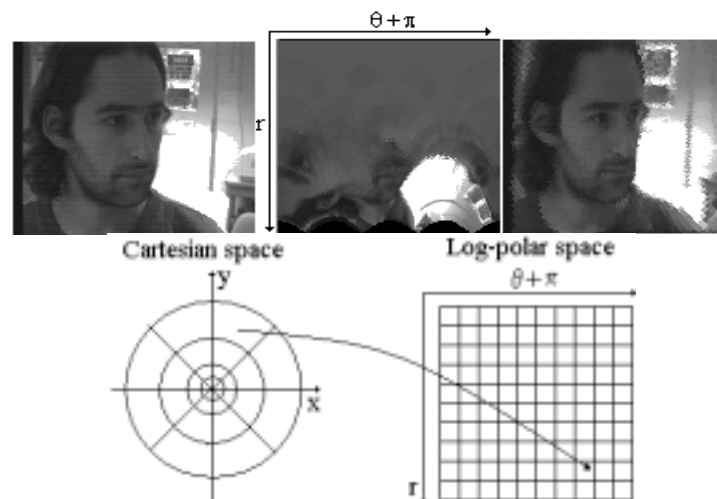 θ+π
r
Cartesian space
Log-polar space
y
θ+π
x
r